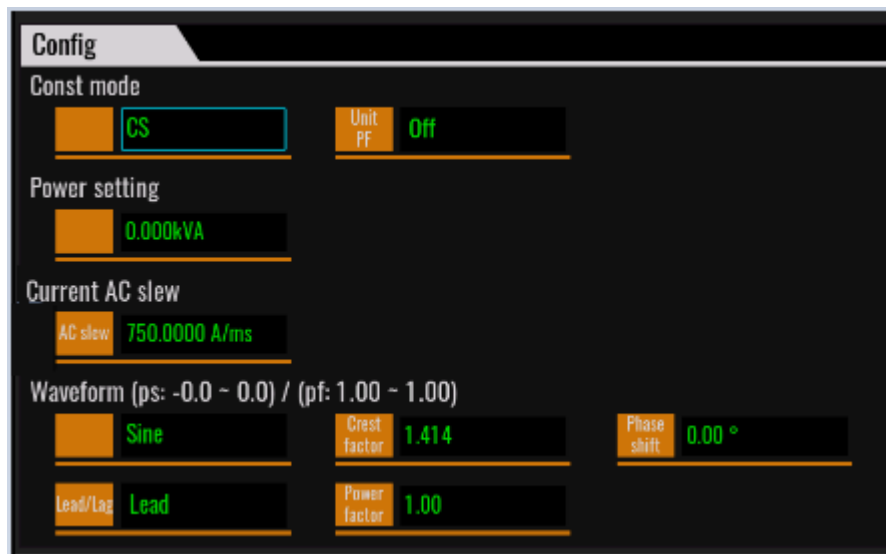 Config
Const mode
CS
Unit PF
Off
Power setting
0.000kVA
Current AC slew
AC slew
750.0000 A/ms
Waveform (ps: -0.0 ~ 0.0) / (pf: 1.00 ~ 1.00)
Sine
Crest factor
1.414
Phase shift
0.00 °
Lead/Lag
Lead
Power factor
1.00